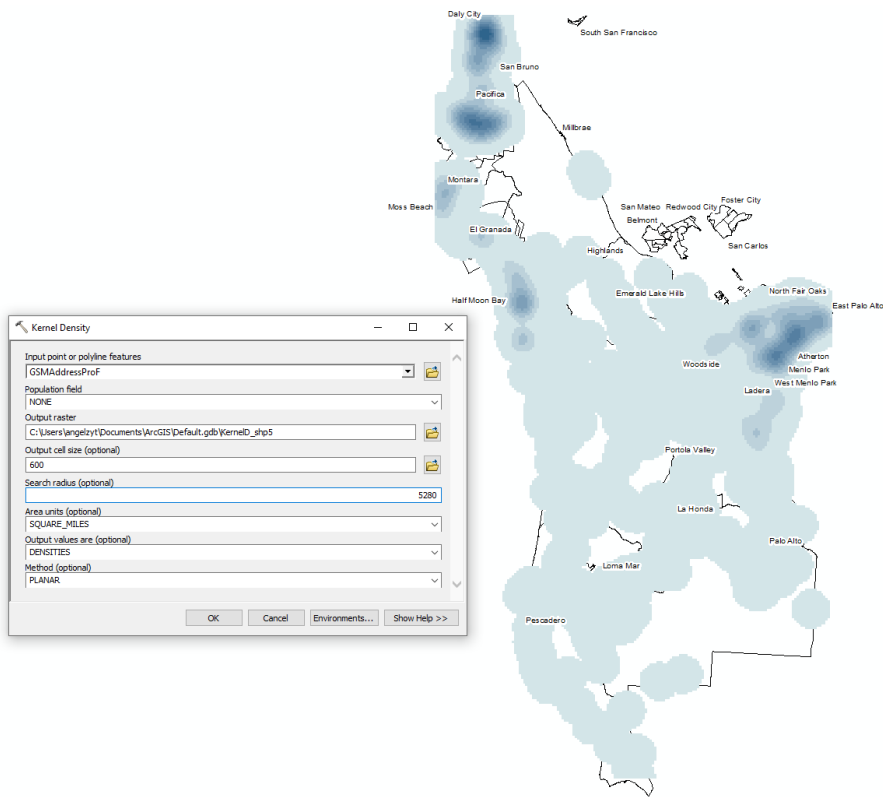 Daly City
South San Francisco
San Bruno
Pacifica
Millbrae
Montara
Moss Beach
San Mateo
Redwood City
Foster City
Belmont
El Granada
San Carlos
Highlands
Emerald Lake Hills
North Fair Oaks
Half Moon Bay
East Palo Alto
Atherton
Woodside
Menlo Park
West Menlo Park
Ladera
Portola Valley
La Honda
Palo Alto
Loma Mar
Pescadero
Kernel Density
Input point or polyline features
GSMAddressProF
Population field
NONE
Output raster
C:\Users\angelzyt\Documents\ArcGIS\Default.gdb\KernelD_shp5
Output cell size (optional)
600
Search radius (optional)
5280
Area units (optional)
SQUARE_MILES
Output values are (optional)
DENSITIES
Method (optional)
PLANAR
OK
Cancel
Environments...
Show Help >>